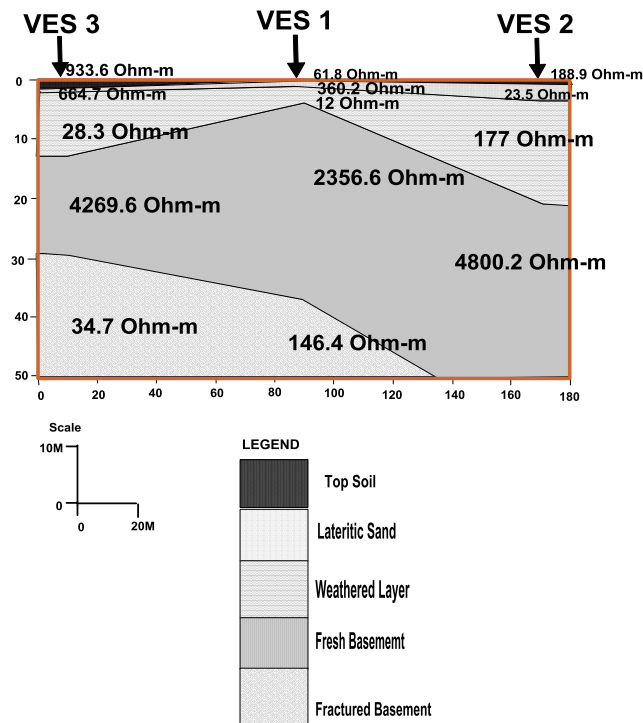 VES 3 VES 1 VES 2
933.6 Ohm-m 61.8 Ohm-m 188.9 Ohm-m
664.7 Ohm-m 360.2 Ohm-m 23.5 Ohm-m
12 Ohm-m
28.3 Ohm-m 177 Ohm-m
2356.6 Ohm-m
4269.6 Ohm-m
4800.2 Ohm-m
34.7 Ohm-m
146.4 Ohm-m
0
10
20
30
40
50
0 20 40 60 80 100 120 140 160 180
Scale
10M
0
0 20M
LEGEND
Top Soil
Lateritic Sand
Weathered Layer
Fresh Basememt
Fractured Basement